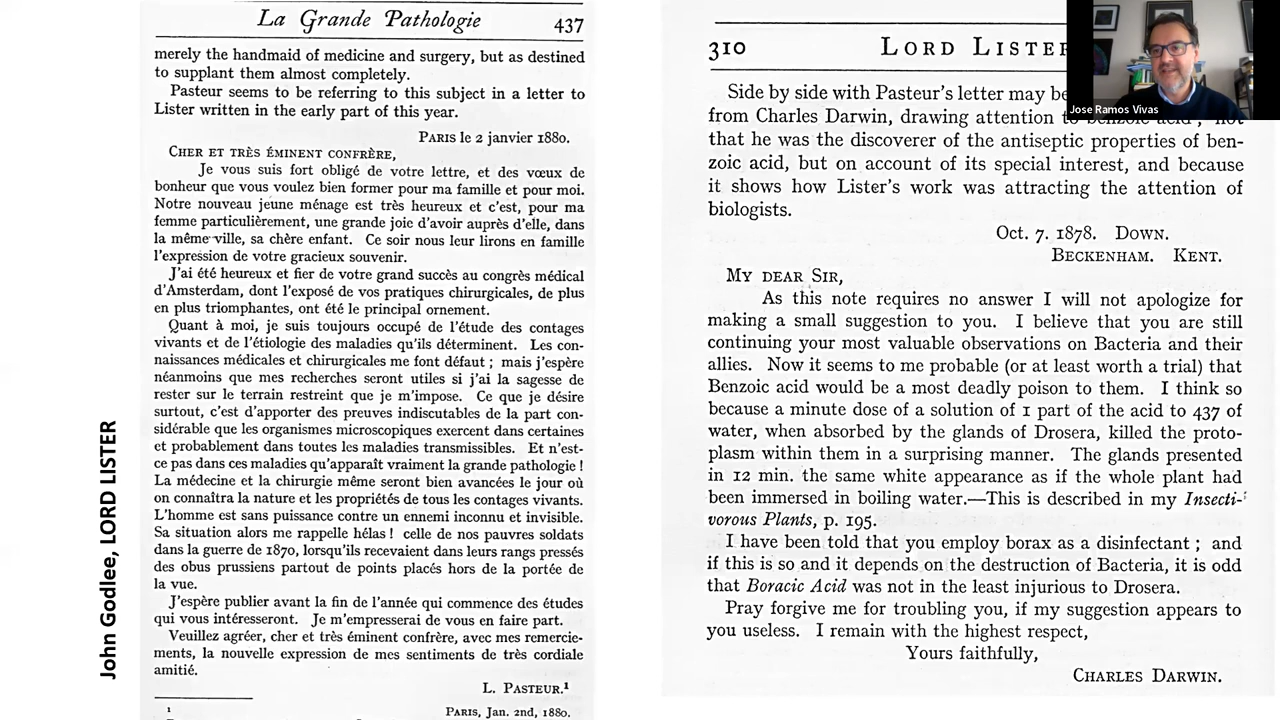 La Grande Pathologie 437
merely the handmaid of medicine and surgery, but as destined
to supplant them almost completely.
Pasteur seems to be referring to this subject in a letter to
Lister written in the early part of this year.
PARIS le 2 janvier 1880.
CHER ET TRÈS ÉMINENT CONFRÈRE,
Je vous suis fort obligé de votre lettre, et des vœux de
bonheur que vous voulez bien former pour ma famille et pour moi.
Notre nouveau jeune ménage est très heureux et c'est, pour ma
femme particulièrement, une grande joie d'avoir auprès d'elle, dans
la même ville, sa chère enfant. Ce soir nous leur lirons en famille
l'expression de votre gracieux souvenir.
J'ai été heureux et fier de votre grand succès au congrès médical
d'Amsterdam, dont l'exposé de vos pratiques chirurgicales, de plus
en plus triomphantes, ont été le principal ornement.
Quant à moi, je suis toujours occupé de l'étude des contages
vivants et de l'étiologie des maladies qu'ils déterminent. Les con-
naissances médicales et chirurgicales me font défaut ; mais j'espère
néanmoins que mes recherches seront utiles si j'ai la sagesse de
rester sur le terrain restreint que je m'impose. Ce que je désire
surtout, c'est d'apporter des preuves indiscutables de la part con-
sidérable que les organismes microscopiques exercent dans certaines
et probablement dans toutes les maladies transmissibles. Et n'est-
ce pas dans ces maladies qu'apparaît vraiment la grande pathologie !
La médecine et la chirurgie même seront bien avancées le jour où
on connaîtra la nature et les propriétés de tous les contages vivants.
L'homme est sans puissance contre un ennemi inconnu et invisible.
Sa situation alors me rappelle hélas ! celle de nos pauvres soldats
dans la guerre de 1870, lorsqu'ils recevaient dans leurs rangs pressés
des obus prussiens partout de points placés hors de la portée de
la vue.
J'espère publier avant la fin de l'année qui commence des études
qui vous intéresseront. Je m'empresserai de vous en faire part.
Veuillez agréer, cher et très éminent confrère, avec mes remercie-
ments, la nouvelle expression de mes sentiments de très cordiale
amitié.
L. PASTEUR.¹
¹ PARIS, Jan. 2nd, 1880.
John Godlee, LORD LISTER
310 LORD LISTER
Side by side with Pasteur's letter may be
from Charles Darwin, drawing attention to benzoic acid ; not
that he was the discoverer of the antiseptic properties of ben-
zoic acid, but on account of its special interest, and because
it shows how Lister's work was attracting the attention of
biologists.
Oct. 7. 1878. DOWN.
BECKENHAM. KENT.
MY DEAR SIR,
As this note requires no answer I will not apologize for
making a small suggestion to you. I believe that you are still
continuing your most valuable observations on Bacteria and their
allies. Now it seems to me probable (or at least worth a trial) that
Benzoic acid would be a most deadly poison to them. I think so
because a minute dose of a solution of 1 part of the acid to 437 of
water, when absorbed by the glands of Drosera, killed the proto-
plasm within them in a surprising manner. The glands presented
in 12 min. the same white appearance as if the whole plant had
been immersed in boiling water.—This is described in my Insecti-
vorous Plants, p. 195.
I have been told that you employ borax as a disinfectant ; and
if this is so and it depends on the destruction of Bacteria, it is odd
that Boracic Acid was not in the least injurious to Drosera.
Pray forgive me for troubling you, if my suggestion appears to
you useless. I remain with the highest respect,
Yours faithfully,
CHARLES DARWIN.
Jose Ramos Vivas